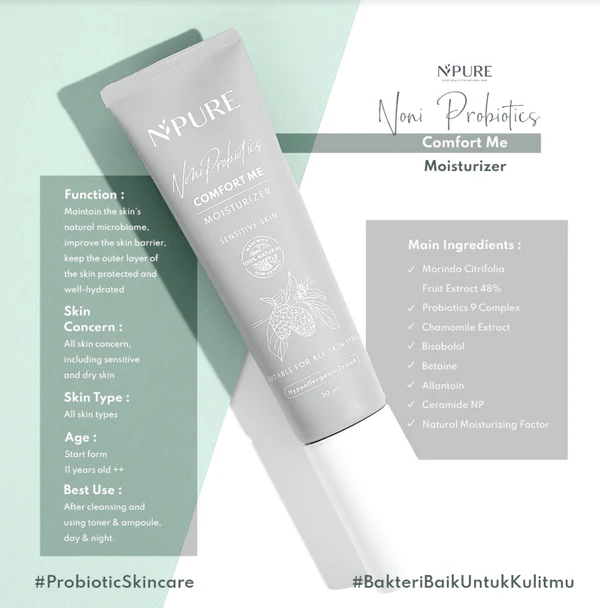 N'PURE
Noni Probiotics
Comfort Me
Moisturizer
N'PURE
Noni Probiotics
COMFORT ME
MOISTURIZER
SENSITIVE SKIN
100% NATURAL
SUITABLE FOR ALL SKIN TYPE
Hypoallergenic Tested
30 ml
Function :
Maintain the skin's
natural microbiome,
improve the skin barrier,
keep the outer layer of
the skin protected and
well-hydrated
Skin
Concern :
All skin concern,
including sensitive
and dry skin
Skin Type :
All skin types
Age :
Start form
11 years old ++
Best Use :
After cleansing and
using toner & ampoule,
day & night.
Main Ingredients :
Morinda Citrifolia
Fruit Extract 48%
Probiotics 9 Complex
Chamomile Extract
Bisabolol
Betaine
Allantoin
Ceramide NP
Natural Moisturizing Factor
#ProbioticSkincare
#BakteriBaikUntukKulitmu